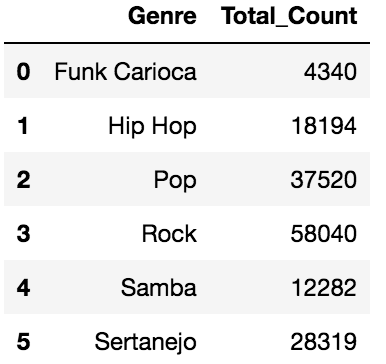 Genre Total_Count
0 Funk Carioca 4340
1 Hip Hop 18194
2 Pop 37520
3 Rock 58040
4 Samba 12282
5 Sertanejo 28319